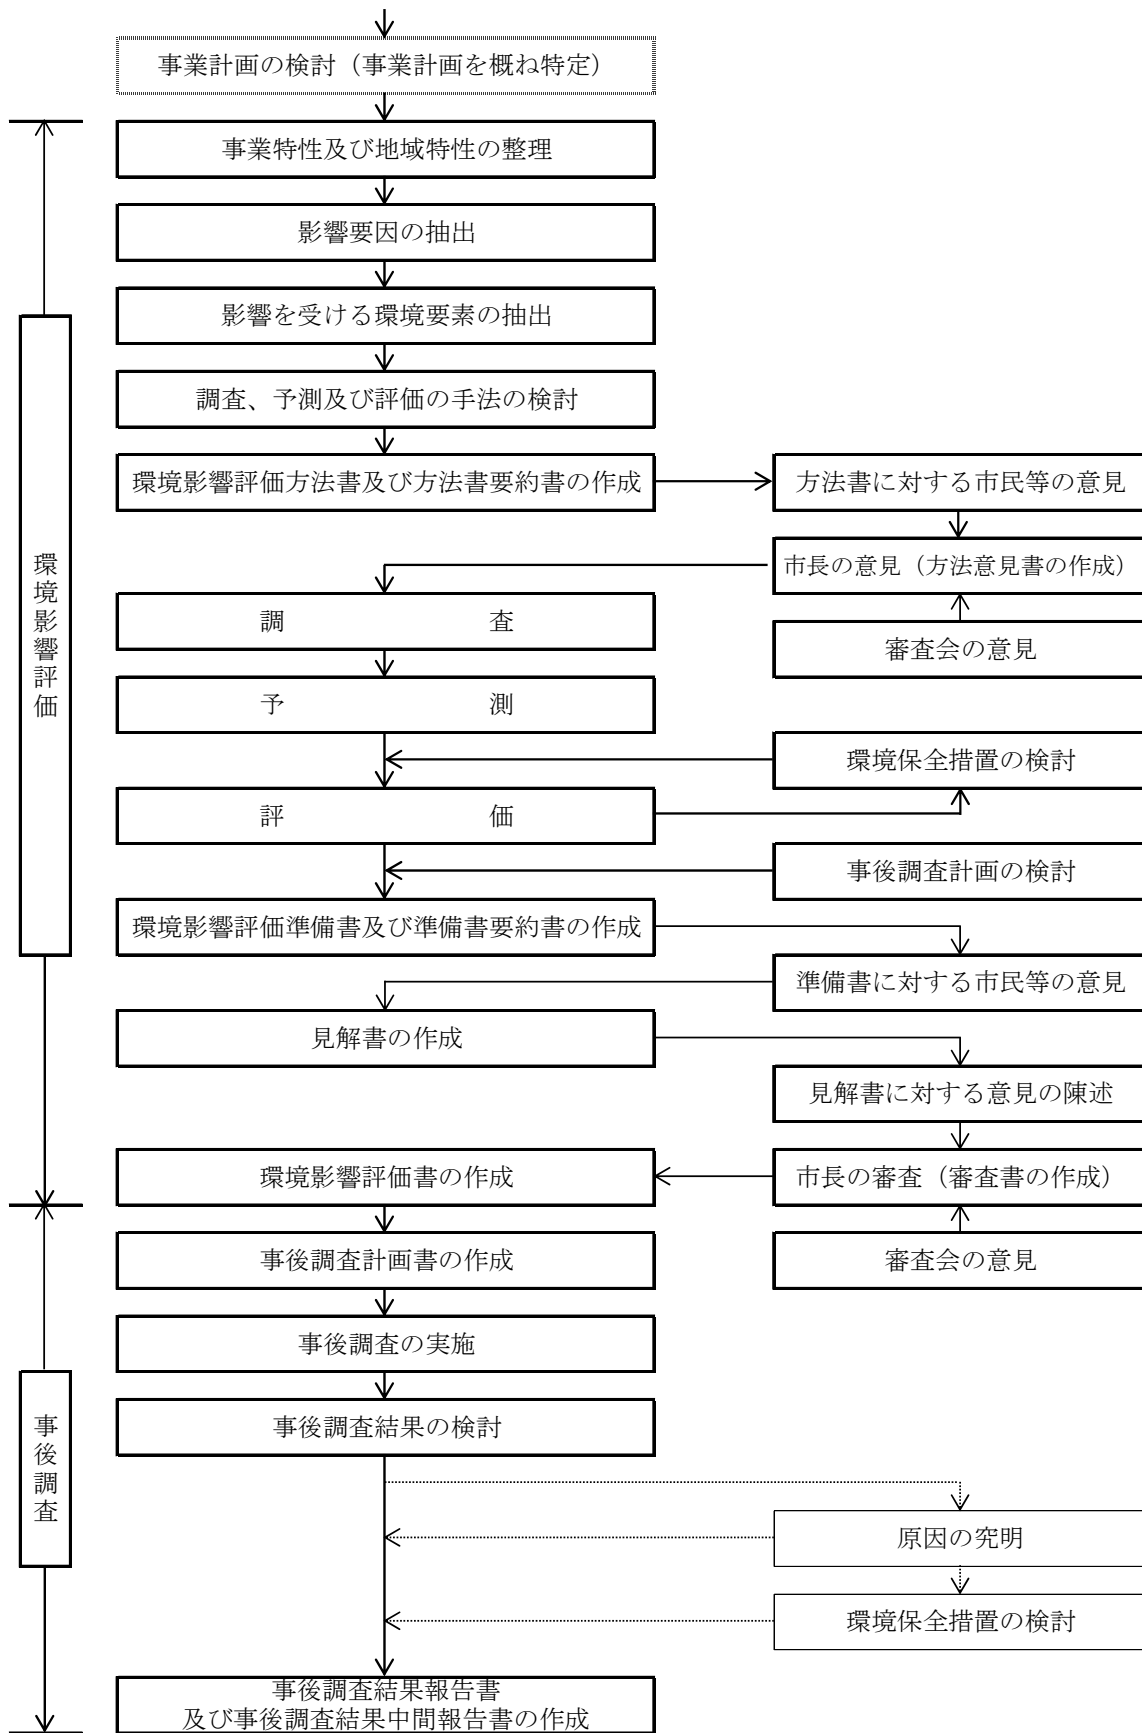 事業計画の検討（事業計画を概ね特定）
事業特性及び地域特性の整理
影響要因の抽出
影響を受ける環境要素の抽出
調査、予測及び評価の手法の検討
環境影響評価方法書及び方法書要約書の作成
方法書に対する市民等の意見
市長の意見（方法意見書の作成）
調　査
審査会の意見
予　測
環境保全措置の検討
評　価
事後調査計画の検討
環境影響評価準備書及び準備書要約書の作成
準備書に対する市民等の意見
見解書の作成
見解書に対する意見の陳述
環境影響評価書の作成
市長の審査（審査書の作成）
審査会の意見
環境影響評価
事後調査計画書の作成
事後調査の実施
事後調査結果の検討
原因の究明
環境保全措置の検討
事後調査結果報告書
及び事後調査結果中間報告書の作成
事後調査